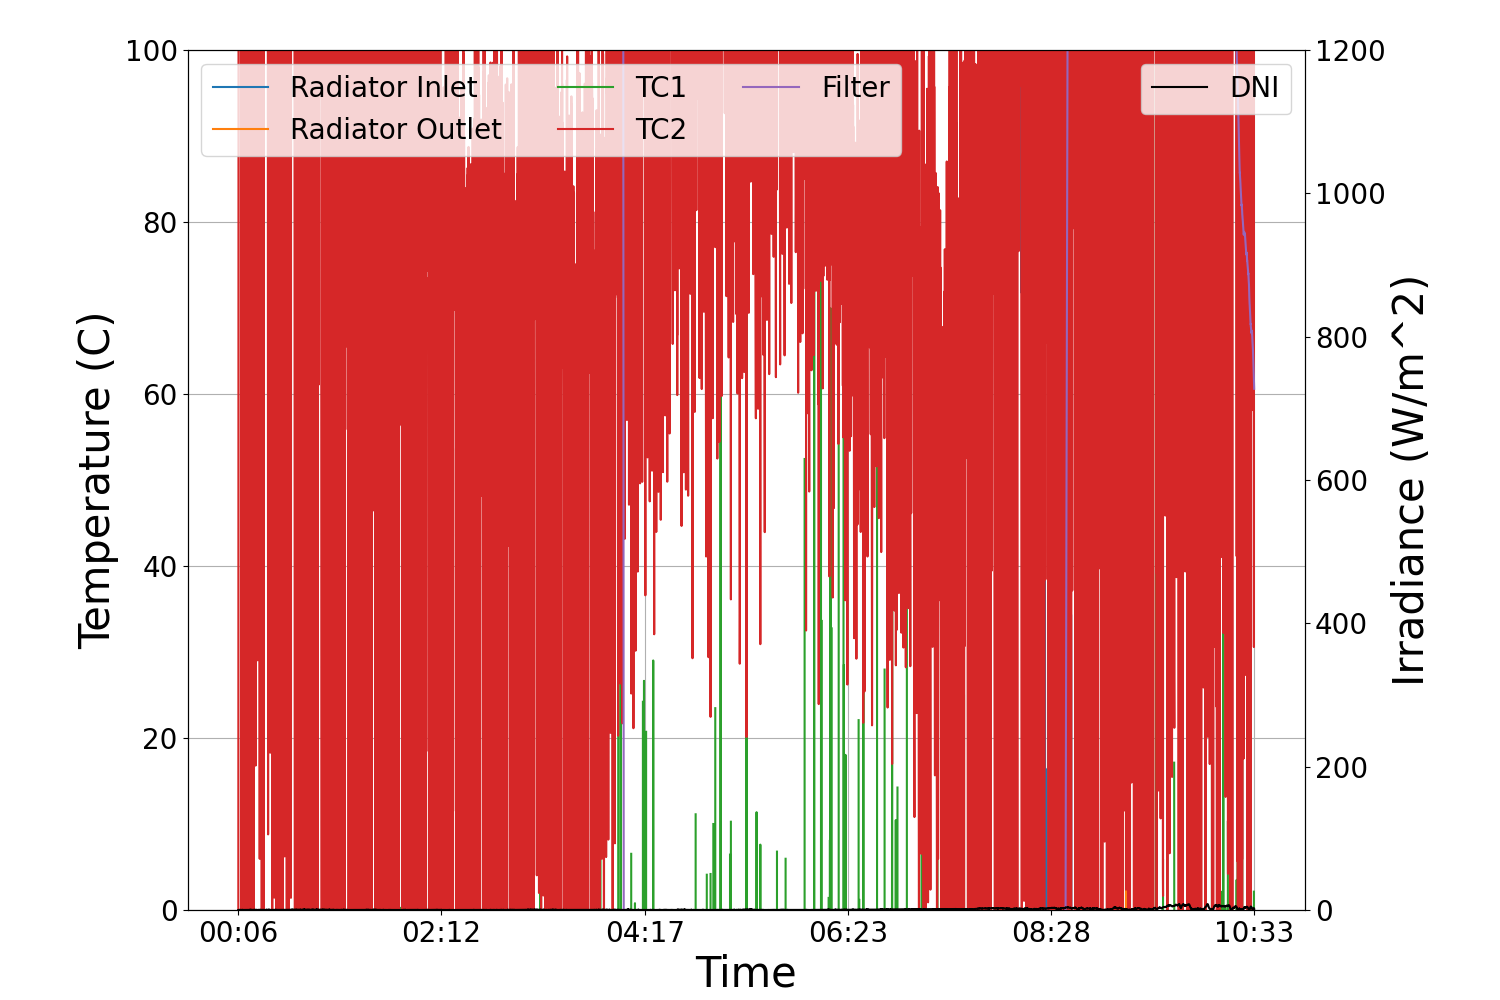 100
80
60
40
20
0
Temperature (C)
Radiator Inlet
Radiator Outlet
TC1
TC2
Filter
DNI
1200
1000
800
600
400
200
0
Irradiance (W/m^2)
00:06
02:12
04:17
06:23
08:28
10:33
Time